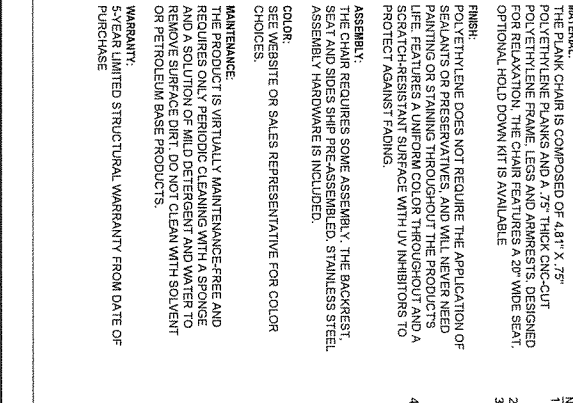 MATERIAL:
THE PLANK CHAIR IS COMPOSED OF 4.81" X .75"
POLYETHYLENE PLANKS AND A .75" THICK CNC-CUT
POLYETHYLENE FRAME, LEGS AND ARMRESTS. DESIGNED
FOR RELAXATION, THE CHAIR FEATURES A 20" WIDE SEAT.
OPTIONAL HOLD DOWN KIT IS AVAILABLE
FINISH:
POLYETHYLENE DOES NOT REQUIRE THE APPLICATION OF
SEALANTS OR PRESERVATIVES, AND WILL NEVER NEED
PAINTING OR STAINING THROUGHOUT THE PRODUCT'S
LIFE. FEATURES A UNIFORM COLOR THROUGHOUT AND A
SCRATCH-RESISTANT SURFACE WITH UV INHIBITORS TO
PROTECT AGAINST FADING.
ASSEMBLY:
THE CHAIR REQUIRES SOME ASSEMBLY. THE BACKREST,
SEAT AND SIDES SHIP PRE-ASSEMBLED. STAINLESS STEEL
ASSEMBLY HARDWARE IS INCLUDED.
COLOR:
SEE WEBSITE OR SALES REPRESENTATIVE FOR COLOR
CHOICES.
MAINTENANCE:
THE PRODUCT IS VIRTUALLY MAINTENANCE-FREE AND
REQUIRES ONLY PERIODIC CLEANING WITH A SPONGE
AND A SOLUTION OF MILD DETERGENT AND WATER TO
REMOVE SURFACE DIRT. DO NOT CLEAN WITH SOLVENT
OR PETROLEUM BASE PRODUCTS.
WARRANTY:
5-YEAR LIMITED STRUCTURAL WARRANTY FROM DATE OF
PURCHASE
N
1
2
3
4